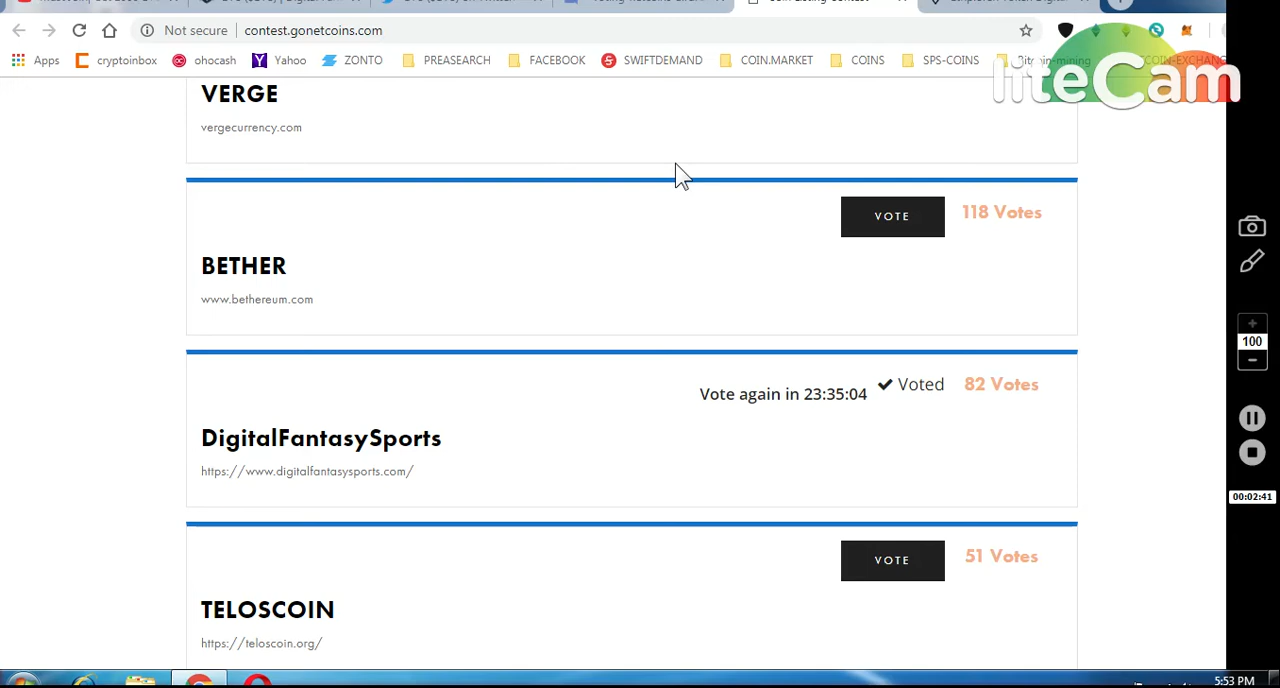 Not secure contest.gonetcoins.com
Apps cryptoinbox ohocash Yahoo ZONTO PREASEARCH FACEBOOK SWIFTDEMAND COIN.MARKET COINS SPS-COINS
liteCam
VERGE
vergecurrency.com
VOTE 118 Votes
BETHER
www.bethereum.com
Vote again in 23:35:04 Voted 82 Votes
DigitalFantasySports
https://www.digitalfantasysports.com/
VOTE 51 Votes
TELOSCOIN
https://teloscoin.org/
100
00:02:41
5:53 PM